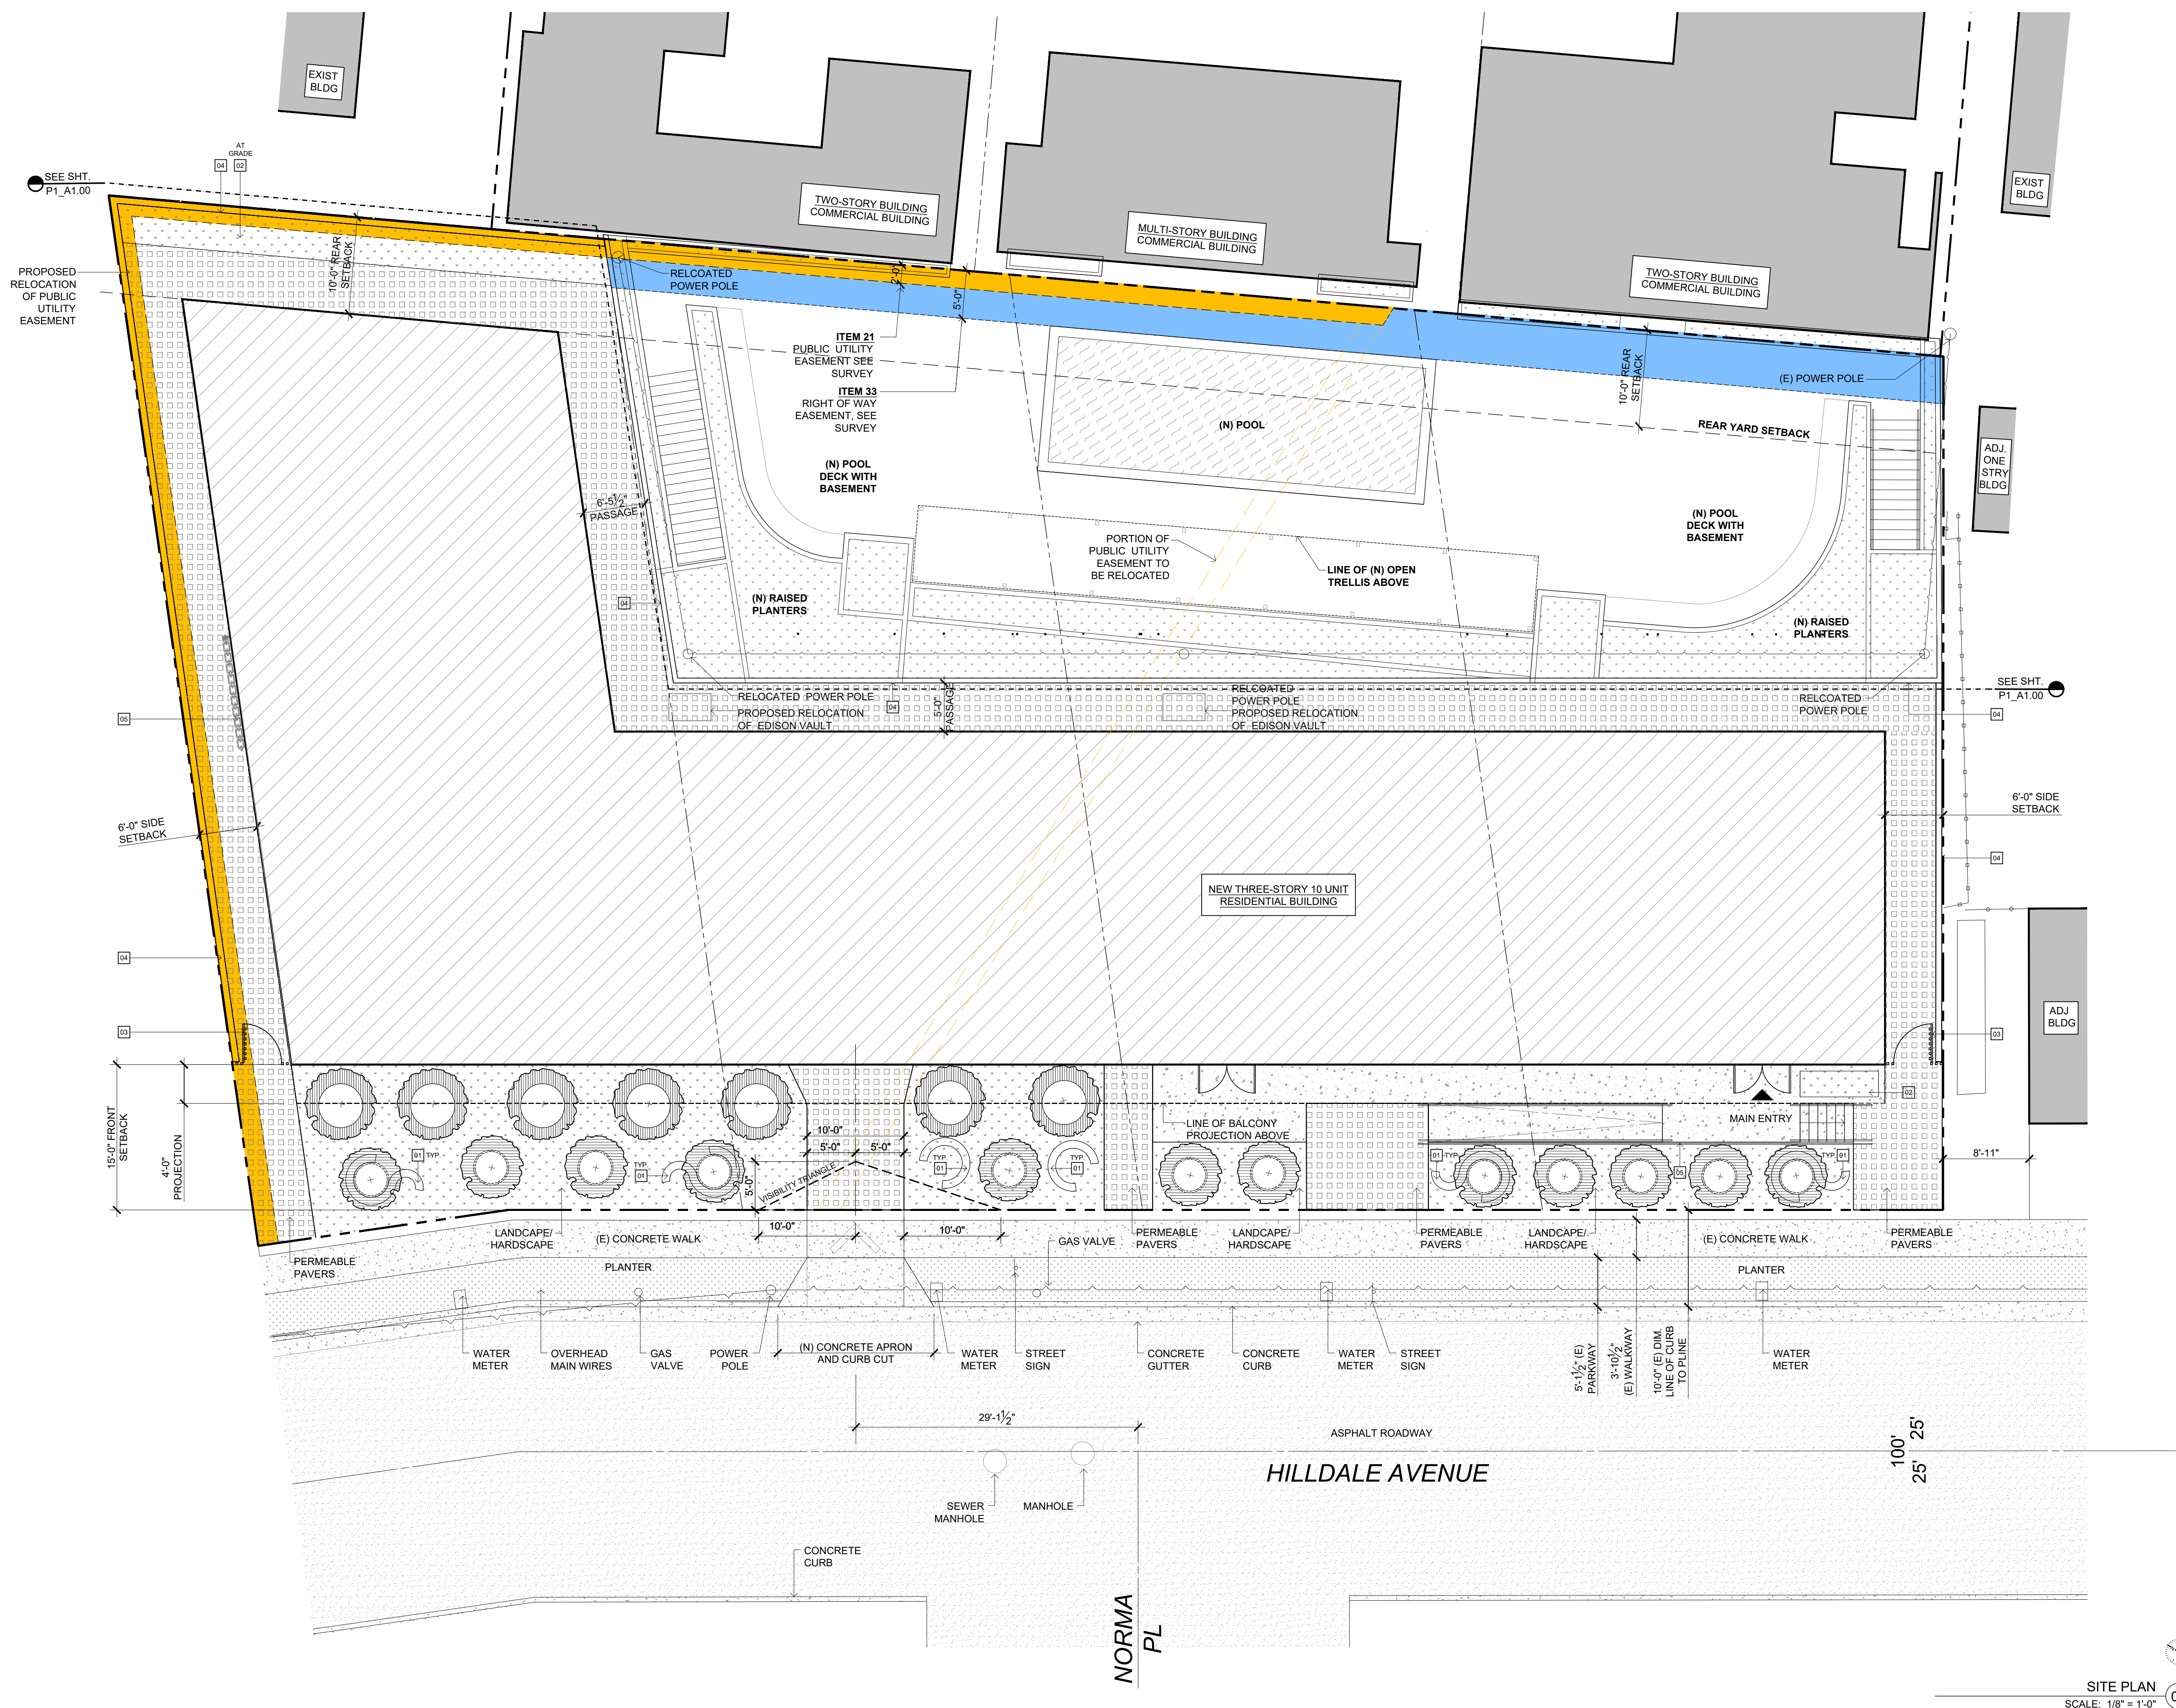 EXIST
BLDG
AT
GRADE
04
02
SEE SHT.
P1_A1.00
TWO-STORY BUILDING
COMMERCIAL BUILDING
MULTI-STORY BUILDING
COMMERCIAL BUILDING
TWO-STORY BUILDING
COMMERCIAL BUILDING
EXIST
BLDG
PROPOSED
RELOCATION
OF PUBLIC
UTILITY
EASEMENT
10'-0" REAR
SETBACK
RELCOATED
POWER POLE
2'-0"
5'-0"
ITEM 21
PUBLIC UTILITY
EASEMENT SEE
SURVEY
ITEM 33
RIGHT OF WAY
EASEMENT, SEE
SURVEY
10'-0" REAR
SETBACK
(E) POWER POLE
REAR YARD SETBACK
(N) POOL
(N) POOL
DECK WITH
BASEMENT
6'-5 1/2"
PASSAGE
ADJ.
ONE
STRY
BLDG
(N) POOL
DECK WITH
BASEMENT
PORTION OF
PUBLIC UTILITY
EASEMENT TO
BE RELOCATED
LINE OF (N) OPEN
TRELLIS ABOVE
04
(N) RAISED
PLANTERS
(N) RAISED
PLANTERS
RELOCATED POWER POLE
PROPOSED RELOCATION
OF EDISON VAULT
04
5'-0"
PASSAGE
RELCOATED
POWER POLE
PROPOSED RELOCATION
OF EDISON VAULT
RELCOATED
POWER POLE
SEE SHT.
P1_A1.00
04
05
6'-0" SIDE
SETBACK
6'-0" SIDE
SETBACK
04
NEW THREE-STORY 10 UNIT
RESIDENTIAL BUILDING
04
03
03
ADJ
BLDG
15'-0" FRONT
SETBACK
4'-0"
PROJECTION
02
MAIN ENTRY
LINE OF BALCONY
PROJECTION ABOVE
10'-0"
5'-0"
5'-0"
VISIBILITY TRIANGLE
5'-0"
01
TYP.
TYP.
01
TYP.
01
TYP.
01
01
TYP.
05
TYP
01
8'-11"
10'-0"
10'-0"
PERMEABLE
PAVERS
LANDCAPE/
HARDSCAPE
(E) CONCRETE WALK
PLANTER
GAS VALVE
PERMEABLE
PAVERS
LANDCAPE/
HARDSCAPE
PERMEABLE
PAVERS
LANDCAPE/
HARDSCAPE
(E) CONCRETE WALK
PLANTER
PERMEABLE
PAVERS
WATER
METER
OVERHEAD
MAIN WIRES
GAS
VALVE
POWER
POLE
(N) CONCRETE APRON
AND CURB CUT
WATER
METER
STREET
SIGN
CONCRETE
GUTTER
CONCRETE
CURB
WATER
METER
STREET
SIGN
5'-1 1/2" (E)
PARKWAY
3'-10 1/2"
(E) WALKWAY
10'-0" (E) DIM.
LINE OF CURB
TO PLINE
WATER
METER
29'-1 1/2"
ASPHALT ROADWAY
HILLDALE AVENUE
100'
25'
25'
SEWER
MANHOLE
MANHOLE
CONCRETE
CURB
NORMA
PL
SITE PLAN
SCALE: 1/8" = 1'-0"